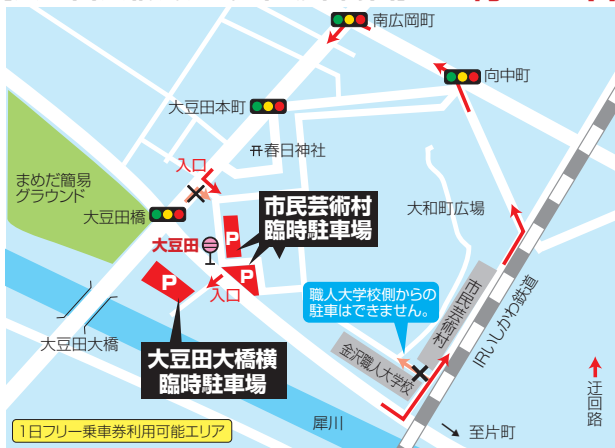 南広岡町
向中町
大豆田本町
春日神社
入口
まめだ簡易
グラウンド
大豆田橋
市民芸術村
臨時駐車場
大和町広場
大豆田
P
P
P
入口
職人大学校側からの
駐車はできません。
市民芸術村
IRいしかわ鉄道
大豆田大橋
大豆田大橋横
臨時駐車場
金沢職人大学校
迂回路
1日フリー乗車券利用可能エリア
犀川
至片町